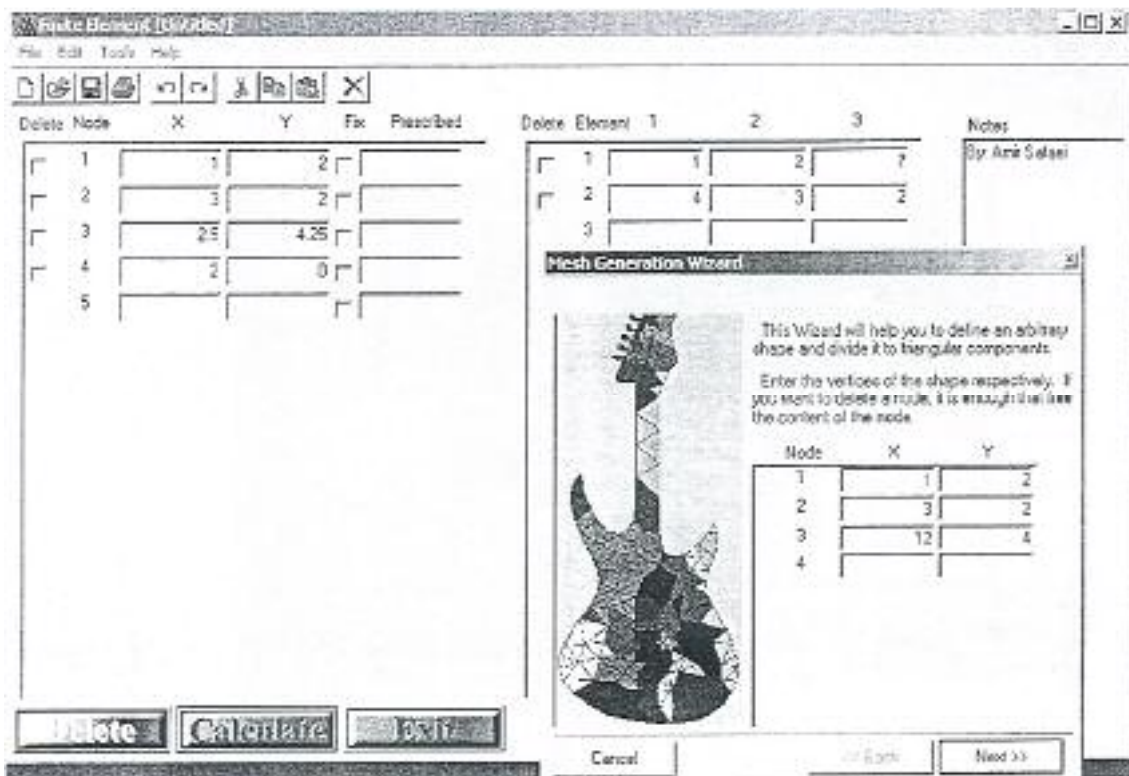 Finite Element [Untitled]
File Edit Tools Help
Delete Node X Y Fix Prescribed
1 1 2
2 3 2
3 2.5 4.25
4 2 0
5
Delete Element 1 2 3
1 1 2 ?
2 4 3 2
3
Notes
By: Amir Salsei
Mesh Generation Wizard
This Wizard will help you to define an arbitrary
shape and divide it to triangular components.
Enter the vertices of the shape respectively. If
you want to delete a node, it is enough that free
the content of the node.
Node X Y
1 1 2
2 3 2
3 12 4
4
Delete Calculate Exit
Cancel << Back Next >>